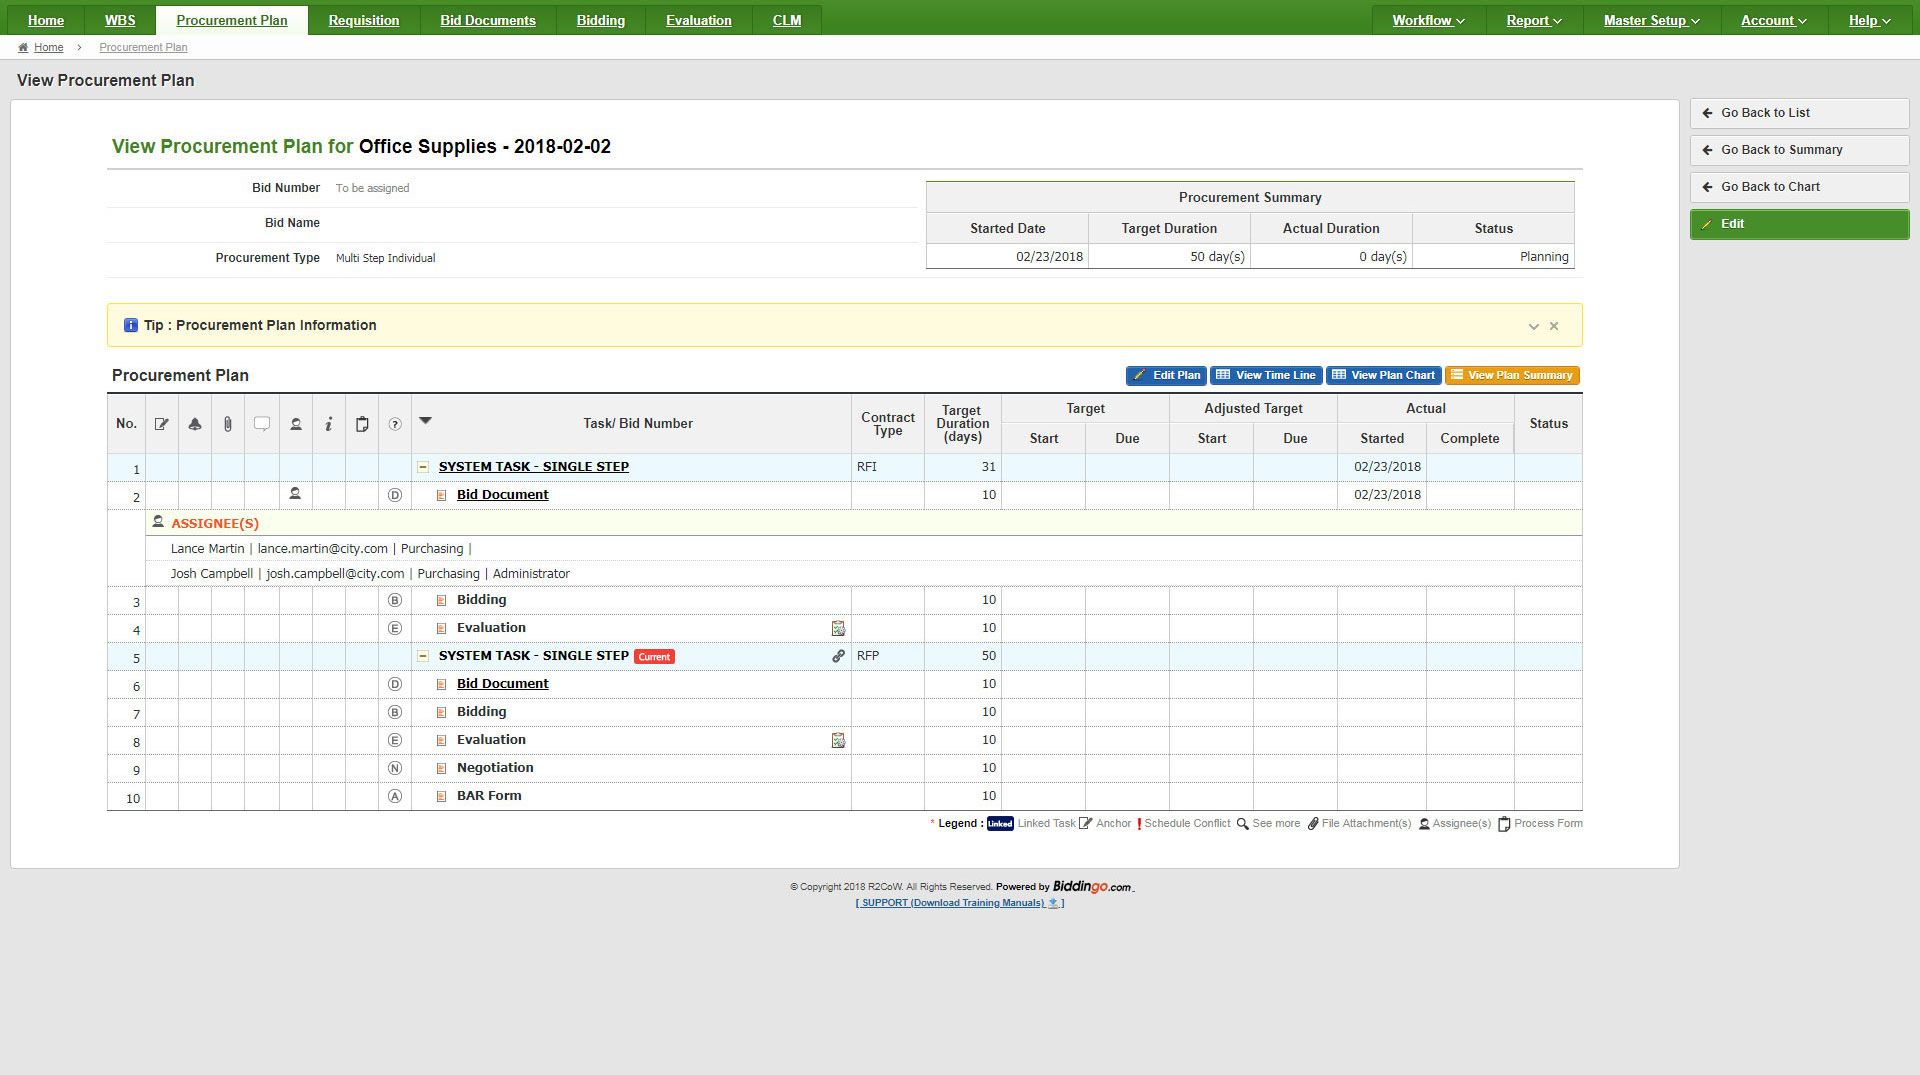 Home WBS Procurement Plan Requisition Bid Documents Bidding Evaluation CLM Workflow Report Master Setup Account Help
Home > Procurement Plan
View Procurement Plan
Go Back to List
Go Back to Summary
Go Back to Chart
Edit
View Procurement Plan for Office Supplies - 2018-02-02
Bid Number To be assigned
Bid Name
Procurement Type Multi Step Individual
Procurement Summary
Started Date Target Duration Actual Duration Status
02/23/2018 50 day(s) 0 day(s) Planning
Tip : Procurement Plan Information
Procurement Plan
Edit Plan View Time Line View Plan Chart View Plan Summary
No. Task/ Bid Number Contract Type Target Duration (days) Target Adjusted Target Actual Status
Start Due Start Due Started Complete
1 SYSTEM TASK - SINGLE STEP RFI 31 02/23/2018
2 D Bid Document 10 02/23/2018
ASSIGNEE(S)
Lance Martin | lance.martin@city.com | Purchasing |
Josh Campbell | josh.campbell@city.com | Purchasing | Administrator
3 B Bidding 10
4 E Evaluation 10
5 SYSTEM TASK - SINGLE STEP Current RFP 50
6 D Bid Document 10
7 B Bidding 10
8 E Evaluation 10
9 N Negotiation 10
10 A BAR Form 10
* Legend : Linked Linked Task Anchor Schedule Conflict See more File Attachment(s) Assignee(s) Process Form
© Copyright 2018 R2CoW. All Rights Reserved. Powered by Biddingo.com
[ SUPPORT (Download Training Manuals) ]